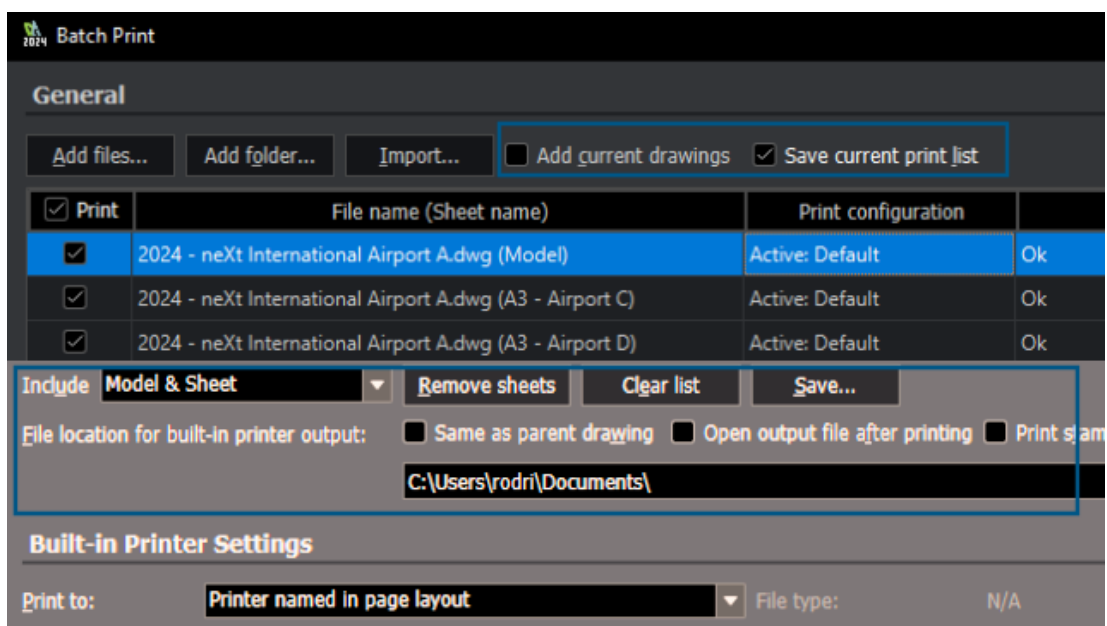 2024 Batch Print
General
Add files... Add folder... Import... Add current drawings Save current print list
Print File name (Sheet name) Print configuration
2024 - neXt International Airport A.dwg (Model) Active: Default Ok
2024 - neXt International Airport A.dwg (A3 - Airport C) Active: Default Ok
2024 - neXt International Airport A.dwg (A3 - Airport D) Active: Default Ok
Include Model & Sheet Remove sheets Clear list Save...
File location for built-in printer output: Same as parent drawing Open output file after printing Print
C:\Users\rodri\Documents\
Built-in Printer Settings
Print to: Printer named in page layout File type: N/A